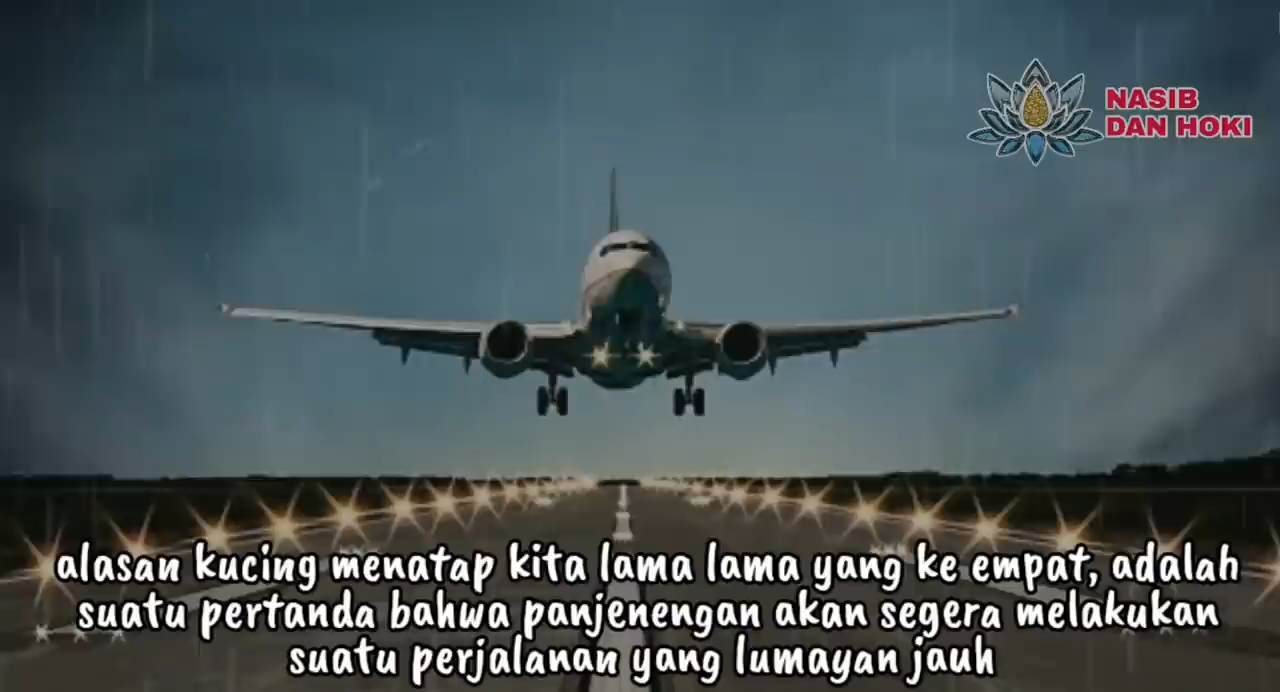 NASIB
DAN HOKI
alasan kucing menatap kita lama lama yang ke empat, adalah
suatu pertanda bahwa panjenengan akan segera melakukan
suatu perjalanan yang lumayan jauh